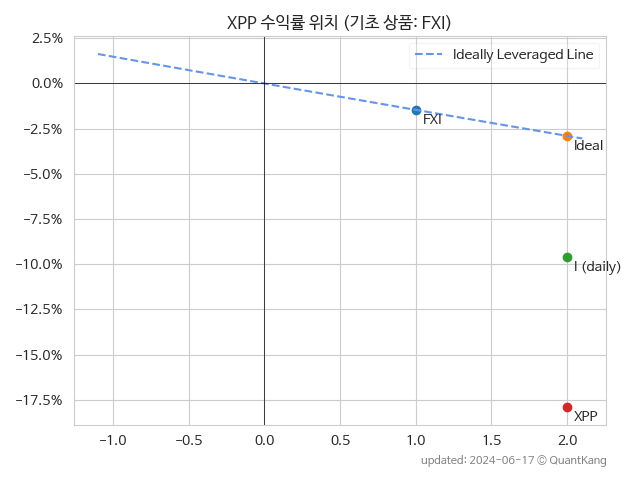 XPP 수익률 위치 (기초 상품: FXI)
2.5%
0.0%
−2.5%
−5.0%
−7.5%
−10.0%
−12.5%
−15.0%
−17.5%
Ideally Leveraged Line
FXI
Ideal
I (daily)
XPP
−1.0 −0.5 0.0 0.5 1.0 1.5 2.0
updated: 2024-06-17 © QuantKang